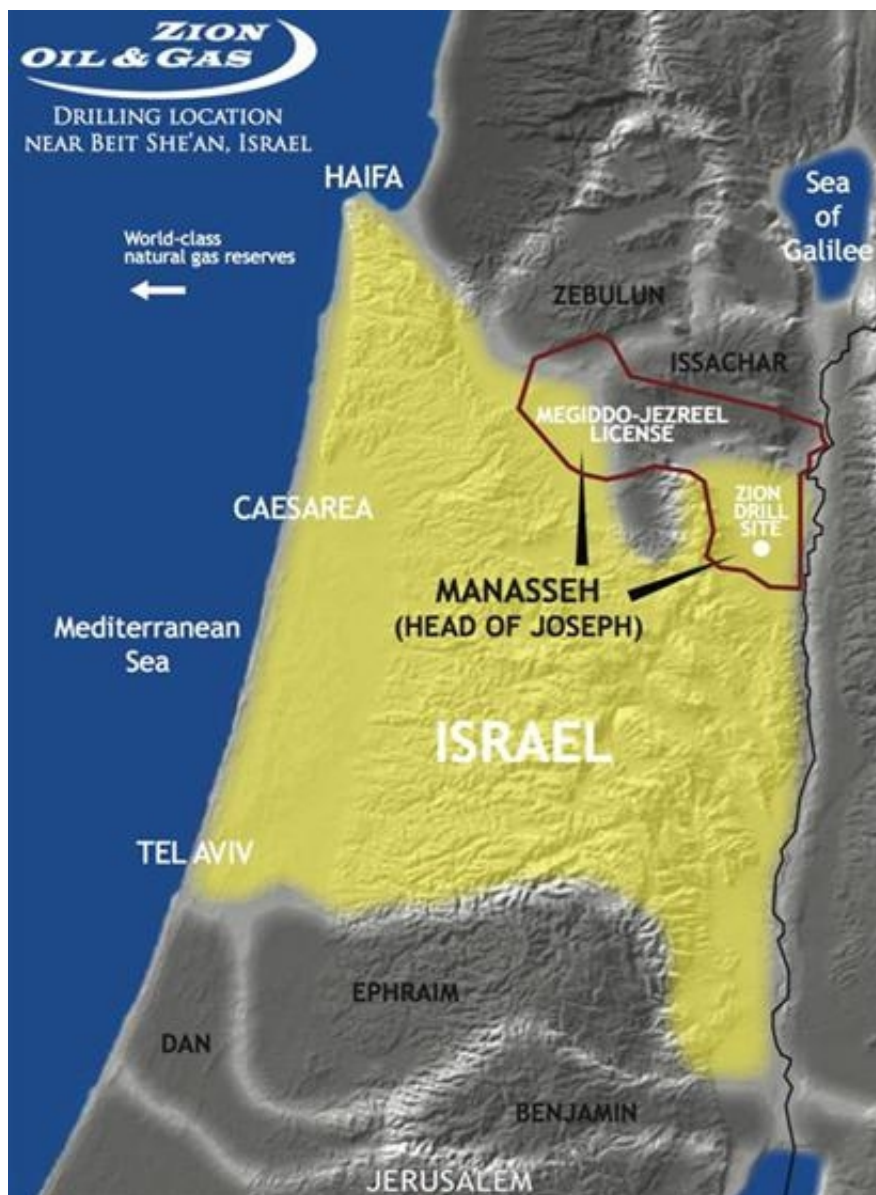 ZION
OIL & GAS
DRILLING LOCATION
NEAR BEIT SHE'AN, ISRAEL
HAIFA
Sea
of
Galilee
World-class
natural gas reserves
ZEBULUN
ISSACHAR
MEGIDDO-JEZREEL
LICENSE
CAESAREA
ZION
DRILL
SITE
MANASSEH
(HEAD OF JOSEPH)
Mediterranean
Sea
ISRAEL
TEL AVIV
EPHRAIM
DAN
BENJAMIN
JERUSALEM